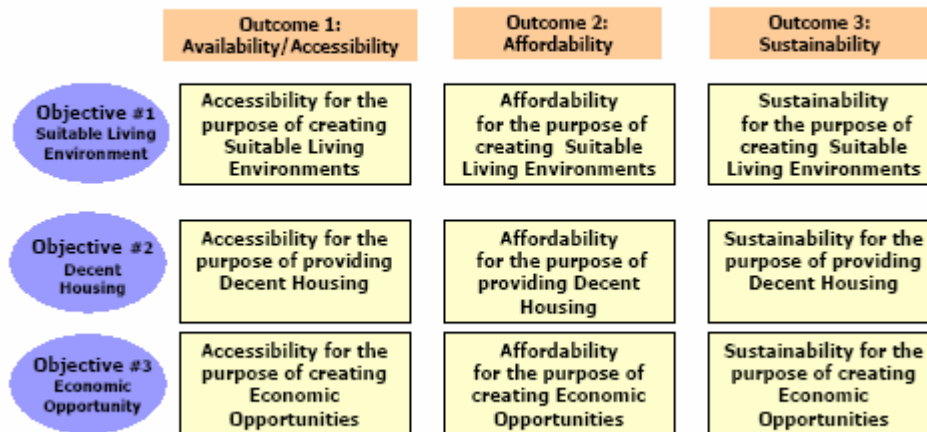 Outcome 1:
Availability/Accessibility
Outcome 2:
Affordability
Outcome 3:
Sustainability
Objective #1
Suitable Living
Environment
Accessibility for the
purpose of creating
Suitable Living
Environments
Affordability
for the purpose of
creating Suitable
Living Environments
Sustainability
for the purpose of
creating Suitable
Living Environments
Objective #2
Decent
Housing
Accessibility for the
purpose of providing
Decent Housing
Affordability
for the purpose of
providing Decent
Housing
Sustainability for the
purpose of providing
Decent Housing
Objective #3
Economic
Opportunity
Accessibility for the
purpose of creating
Economic
Opportunities
Affordability
for the purpose of
creating Economic
Opportunities
Sustainability for the
purpose of creating
Economic
Opportunities